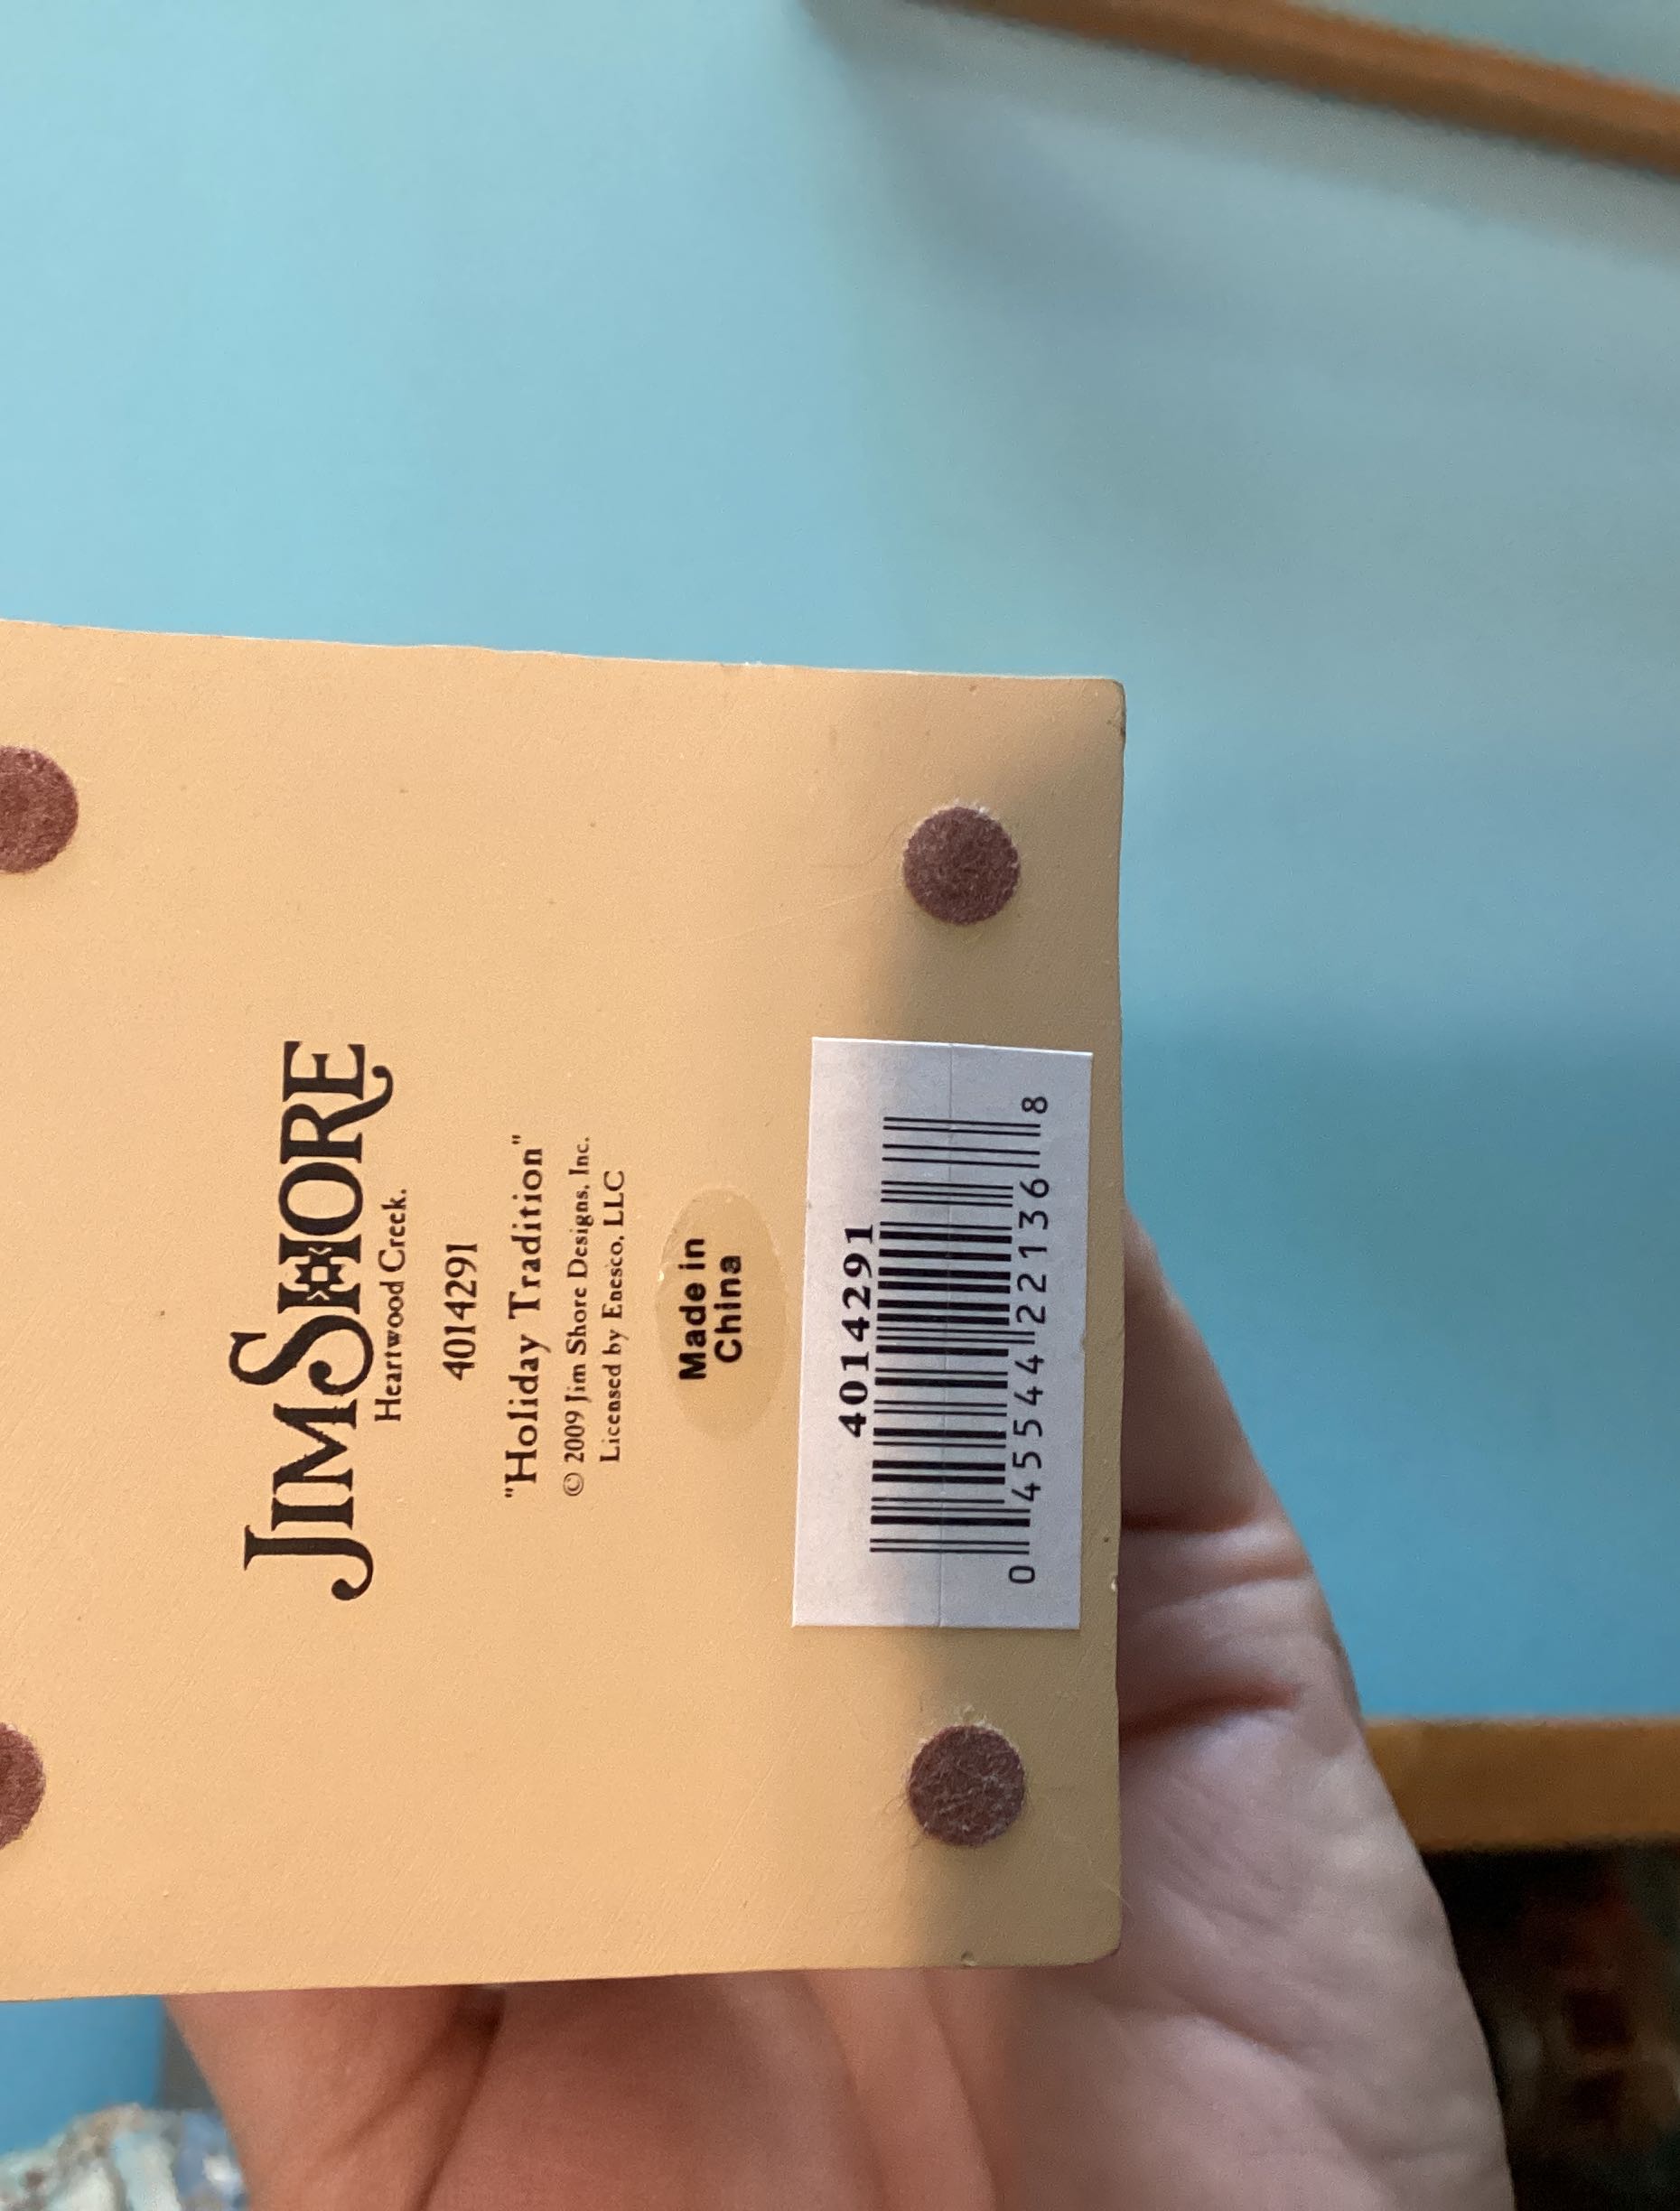 JIM SHORE
Heartwood Creek.
4014291
"Holiday Tradition"
© 2009 Jim Shore Designs, Inc.
Licensed by Enesco, LLC
Made in
China
4014291
0 45544 22136 8